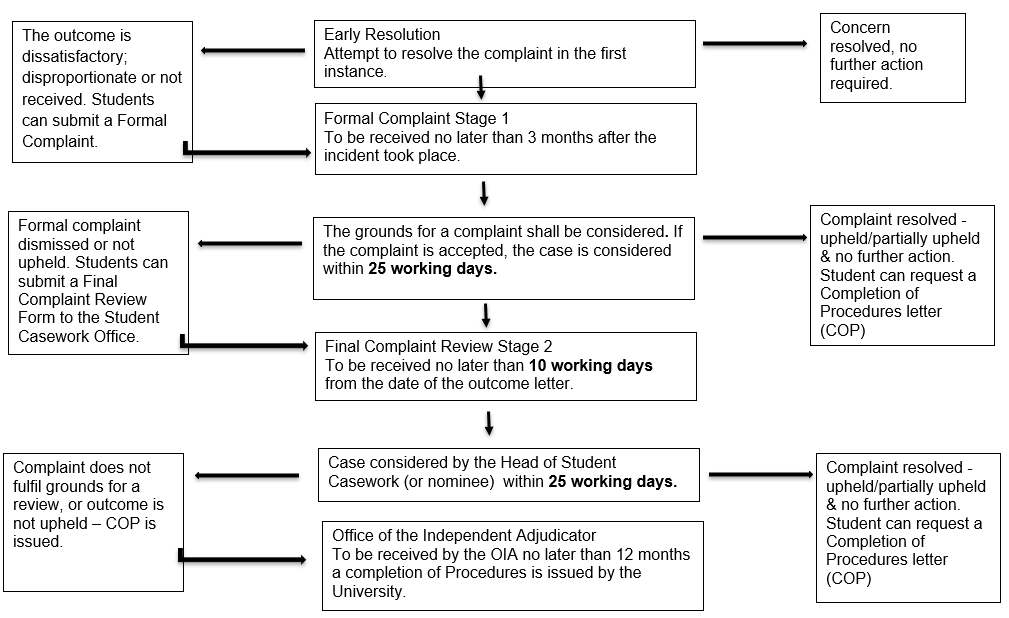 The outcome is
dissatisfactory;
disproportionate or not
received. Students
can submit a Formal
Complaint.
Early Resolution
Attempt to resolve the complaint in the first
instance.
Concern
resolved, no
further action
required.
Formal Complaint Stage 1
To be received no later than 3 months after the
incident took place.
Formal complaint
dismissed or not
upheld. Students can
submit a Final
Complaint Review
Form to the Student
Casework Office.
The grounds for a complaint shall be considered. If
the complaint is accepted, the case is considered
within 25 working days.
Complaint resolved -
upheld/partially upheld
& no further action.
Student can request a
Completion of
Procedures letter
(COP)
Final Complaint Review Stage 2
To be received no later than 10 working days
from the date of the outcome letter.
Complaint does not
fulfil grounds for a
review, or outcome is
not upheld – COP is
issued.
Case considered by the Head of Student
Casework (or nominee) within 25 working days.
Complaint resolved -
upheld/partially upheld
& no further action.
Student can request a
Completion of
Procedures letter
(COP)
Office of the Independent Adjudicator
To be received by the OIA no later than 12 months
a completion of Procedures is issued by the
University.